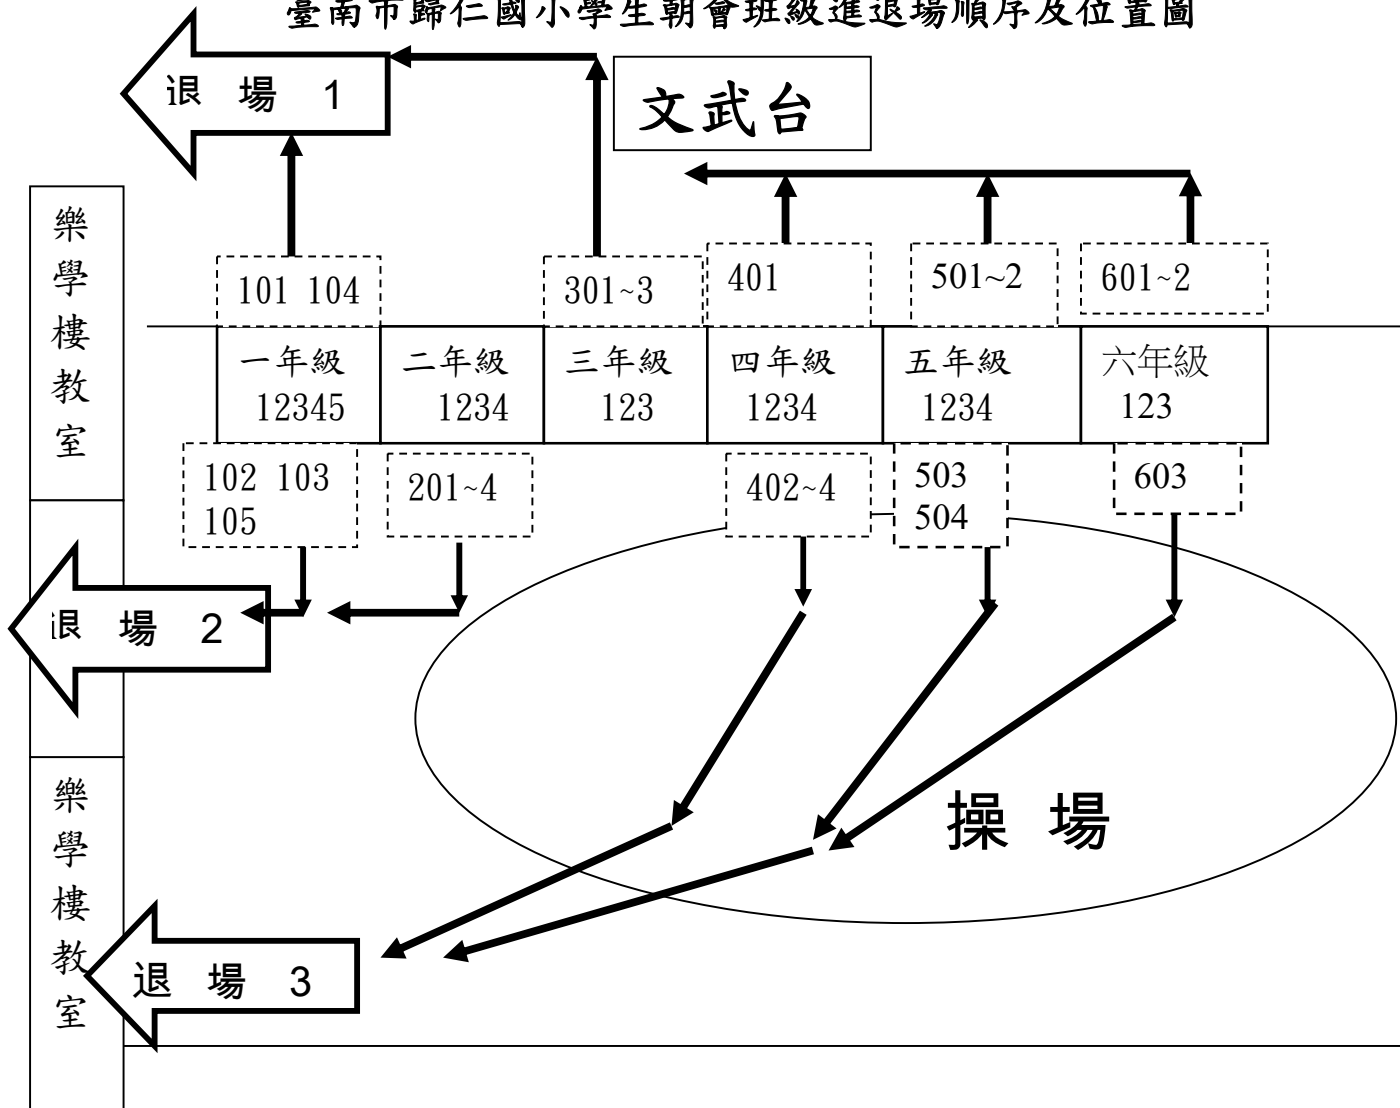 臺南市歸仁國小學生朝會班級進退場順序及位置圖
退 場 1
文武台
樂學樓教室
101 104
301~3
401
501~2
601~2
一年級
12345
二年級
1234
三年級
123
四年級
1234
五年級
1234
六年級
123
102 103
105
201~4
402~4
503
504
603
退 場 2
操 場
樂學樓教室
退 場 3